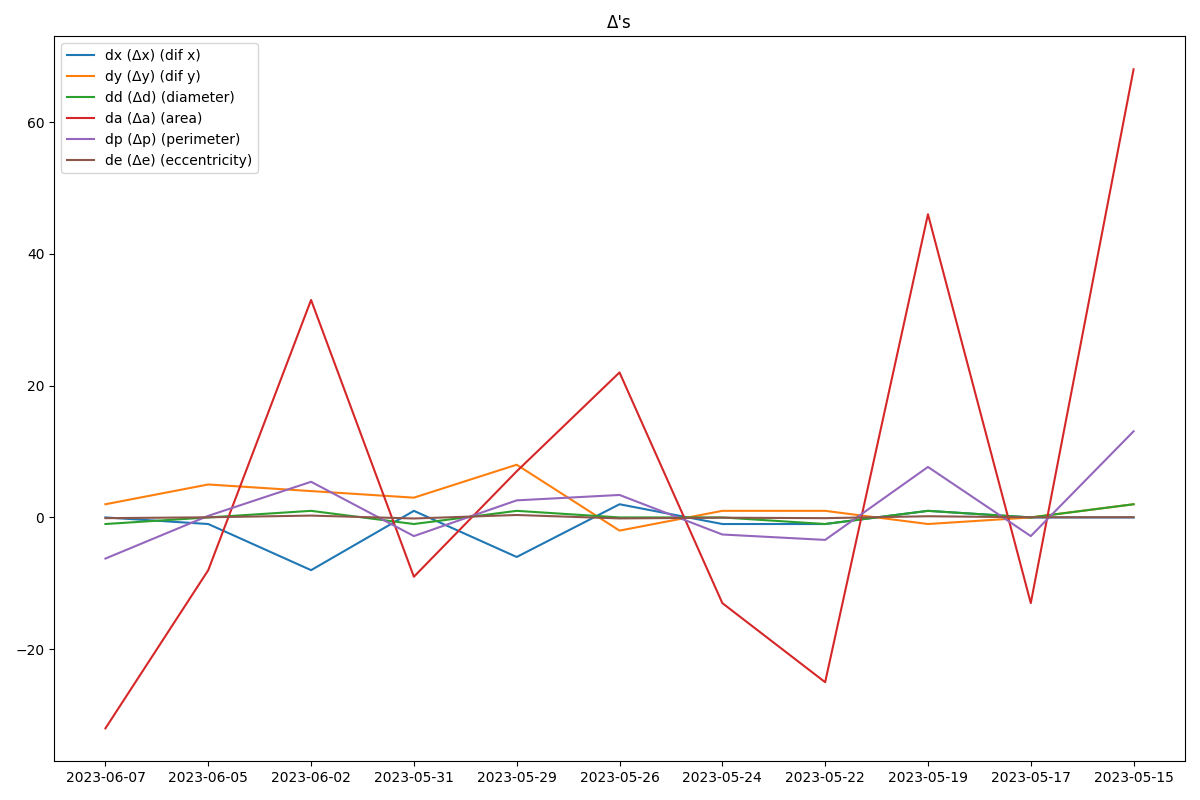 Δ's
dx (Δx) (dif x)
dy (Δy) (dif y)
dd (Δd) (diameter)
da (Δa) (area)
dp (Δp) (perimeter)
de (Δe) (eccentricity)
60
40
20
0
−20
2023-06-07 2023-06-05 2023-06-02 2023-05-31 2023-05-29 2023-05-26 2023-05-24 2023-05-22 2023-05-19 2023-05-17 2023-05-15